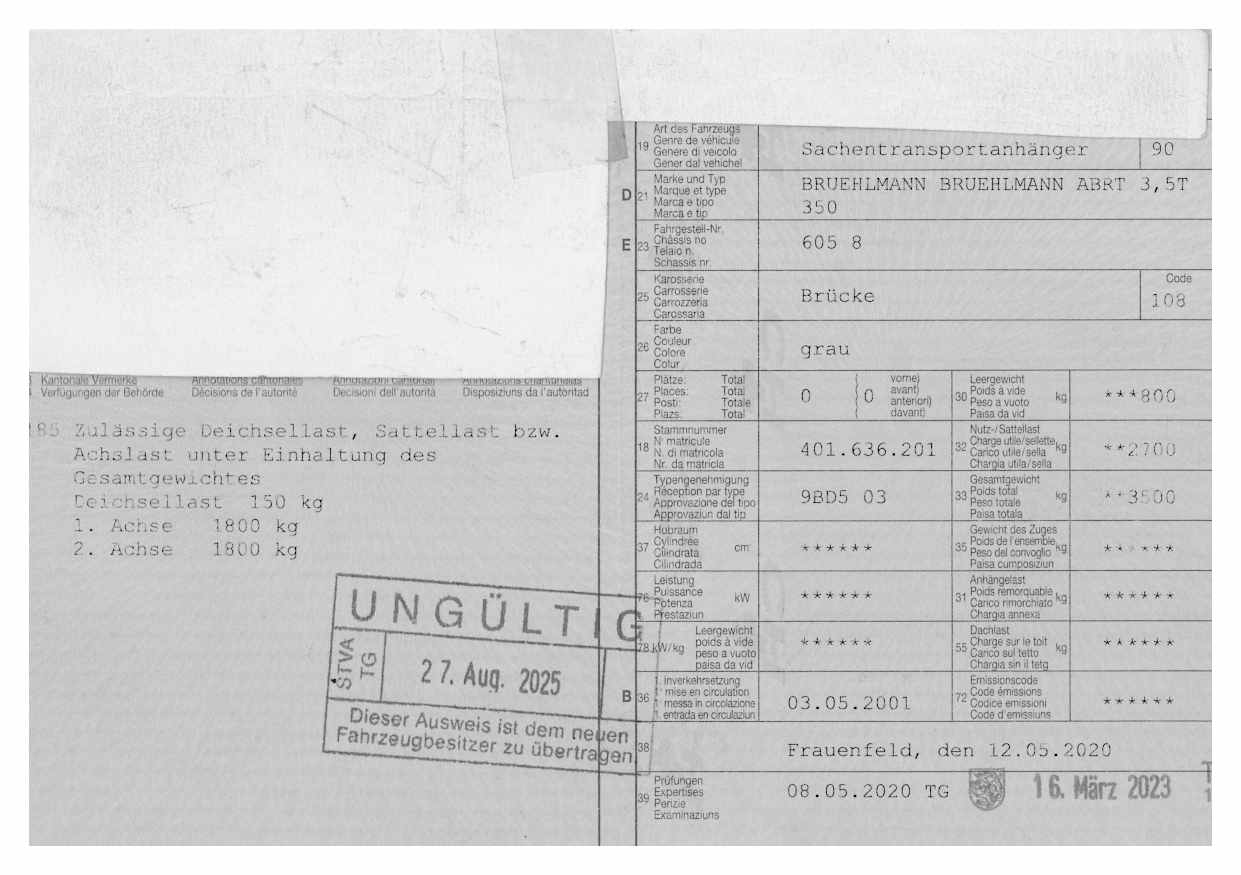 Kantonale Vermerke Annotations cantonales Annotazioni cantonali Annotaziuns chantunalas
Verfügungen der Behörde Décisions de l'autorité Decisioni dell'autorità Disposiziuns da l'autoritad
185 Zulässige Deichsellast, Sattellast bzw.
Achslast unter Einhaltung des
Gesamtgewichtes
Deichsellast 150 kg
1. Achse 1800 kg
2. Achse 1800 kg
UNGÜLTIG
STVA
TG
27. Aug. 2025
Dieser Ausweis ist dem neuen
Fahrzeugbesitzer zu übertragen
Art des Fahrzeugs
19 Genre de véhicule
Genere di veicolo
Gener dal vehichel
Sachentransportanhänger 90
Marke und Typ
D 21 Marque et type
Marca e tipo
Marca e tip
BRUEHLMANN BRUEHLMANN ABRT 3,5T
350
Fahrgestell-Nr.
E 23 Châssis no
Telaio n.
Schassis nr.
605 8
Karosserie
25 Carrosserie
Carrozzeria
Carossaria
Brücke
Code
108
Farbe
26 Couleur
Colore
Colur
grau
27 Plätze: Total
Places: Total
Posti: Totale
Plazs: Total
0 0
vorne)
avant)
anteriori)
davant)
Leergewicht
30 Poids à vide kg
Peso a vuoto
Paisa da vid
***800
Stammnummer
18 N° matricule
N. di matricola
Nr. da matricla
401.636.201
Nutz-/Sattellast
32 Charge utile/sellette kg
Carico utile/sella
Chargia utila/sella
**2700
Typengenehmigung
24 Réception par type
Approvazione del tipo
Approvaziun dal tip
9BD5 03
Gesamtgewicht
33 Poids total kg
Peso totale
Paisa totala
**3500
Hubraum
37 Cylindrée
Cilindrata cm³
Cilindrada
******
Gewicht des Zuges
35 Poids de l'ensemble kg
Peso del convoglio
Paisa cumposiziun
******
Leistung
76 Puissance kW
Potenza
Prestaziun
******
Anhängelast
31 Poids remorquable kg
Carico rimorchiato
Chargia annexa
******
Leergewicht
78 kW/kg poids à vide
peso a vuoto
paisa da vid
******
Dachlast
55 Charge sur le toit kg
Carico sul tetto
Chargia sin il tetg
******
1. Inverkehrsetzung
B 36 1ʳᵉ mise en circulation
1ª messa in circolazione
1. entrada en circulaziun
03.05.2001
Emissionscode
72 Code émissions
Codice emissioni
Code d'emissiuns
******
38
Frauenfeld, den 12.05.2020
Prüfungen
39 Expertises
Perizie
Examinaziuns
08.05.2020 TG
16. März 2023